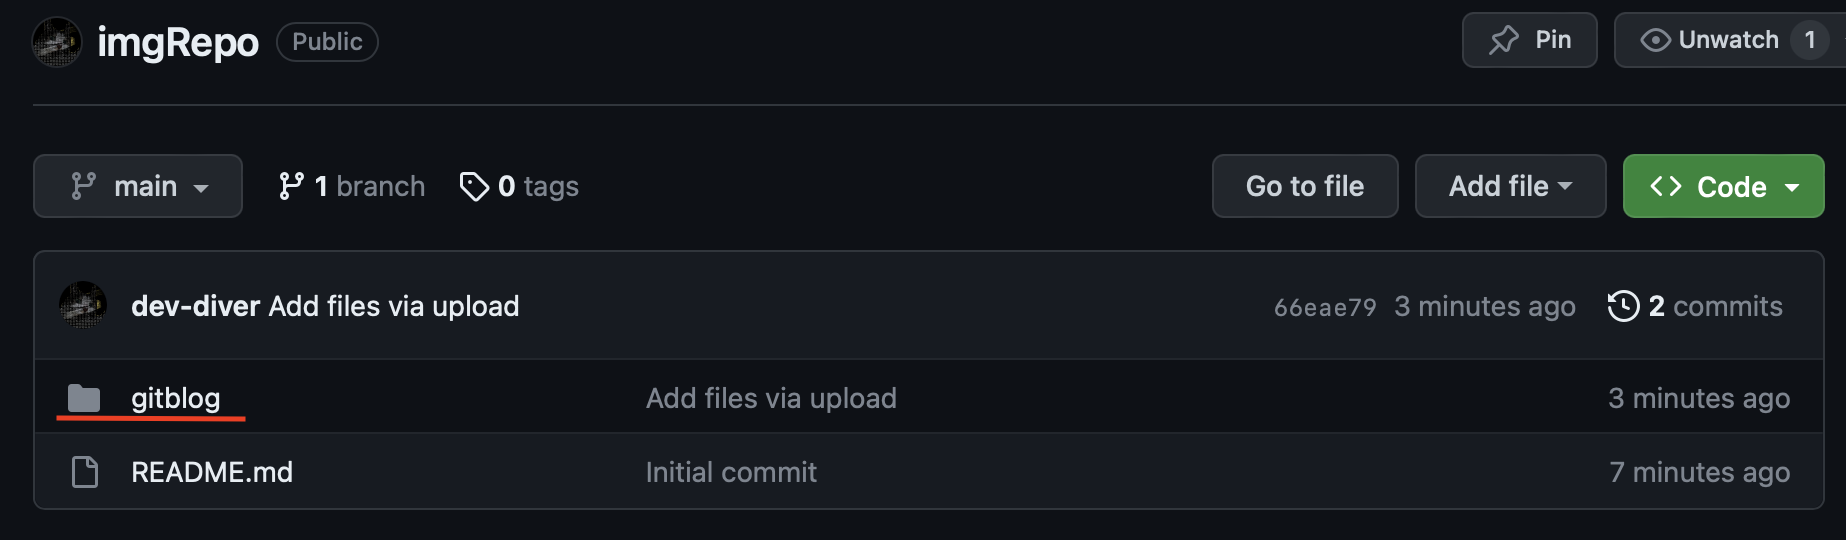 imgRepo Public Pin Unwatch 1
main 1 branch 0 tags Go to file Add file <> Code
dev-diver Add files via upload 66eae79 3 minutes ago 2 commits
gitblog Add files via upload 3 minutes ago
README.md Initial commit 7 minutes ago